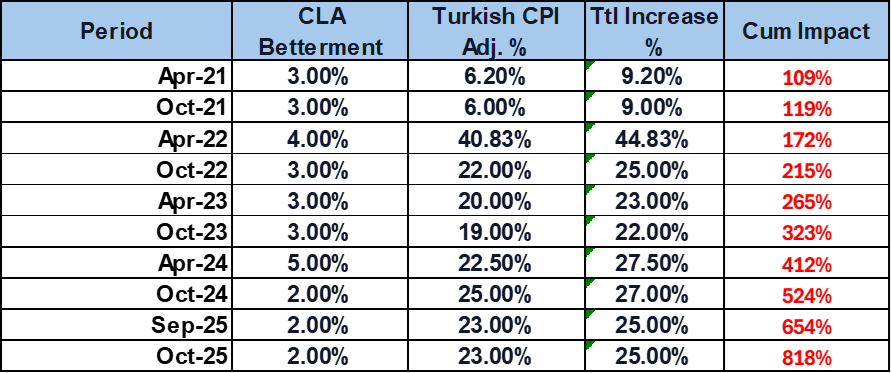 Period CLA Betterment Turkish CPI Adj. % Ttl Increase % Cum Impact
Apr-21 3.00% 6.20% 9.20% 109%
Oct-21 3.00% 6.00% 9.00% 119%
Apr-22 4.00% 40.83% 44.83% 172%
Oct-22 3.00% 22.00% 25.00% 215%
Apr-23 3.00% 20.00% 23.00% 265%
Oct-23 3.00% 19.00% 22.00% 323%
Apr-24 5.00% 22.50% 27.50% 412%
Oct-24 2.00% 25.00% 27.00% 524%
Sep-25 2.00% 23.00% 25.00% 654%
Oct-25 2.00% 23.00% 25.00% 818%